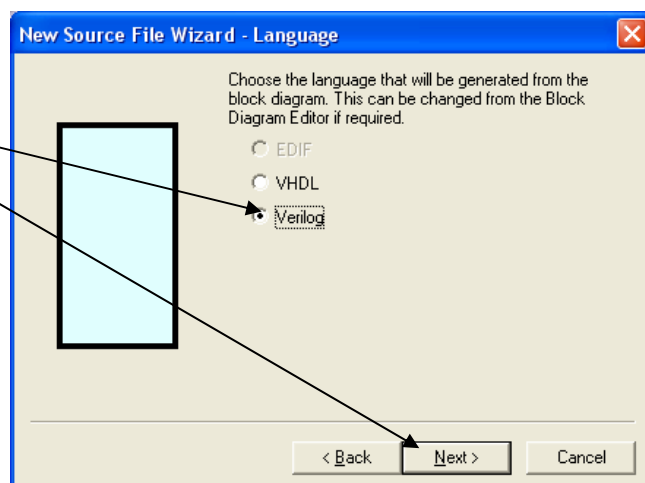 New Source File Wizard - Language
Choose the language that will be generated from the
block diagram. This can be changed from the Block
Diagram Editor if required.
EDIF
VHDL
Verilog
< Back Next > Cancel